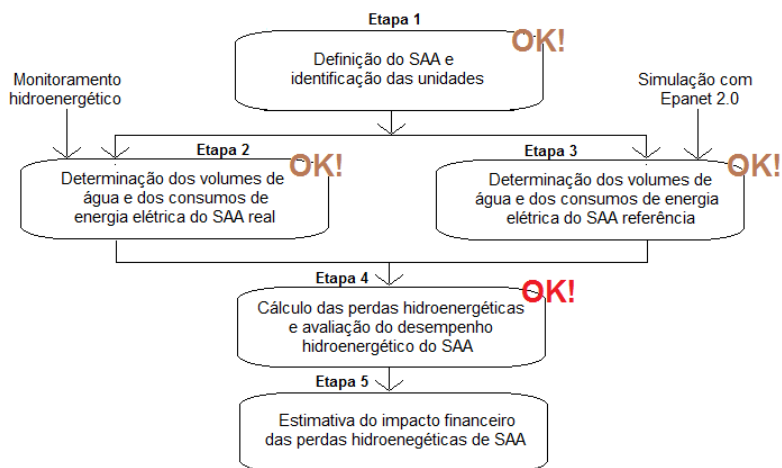 Etapa 1
OK!
Definição do SAA e
identificação das unidades
Monitoramento
hidroenergético
Simulação com
Epanet 2.0
Etapa 2
OK!
Determinação dos volumes de
água e dos consumos de
energia elétrica do SAA real
Etapa 3
OK!
Determinação dos volumes de
água e dos consumos de energia
elétrica do SAA referência
Etapa 4
OK!
Cálculo das perdas hidroenergéticas
e avaliação do desempenho
hidroenergético do SAA
Etapa 5
Estimativa do impacto financeiro
das perdas hidroenegéticas de SAA